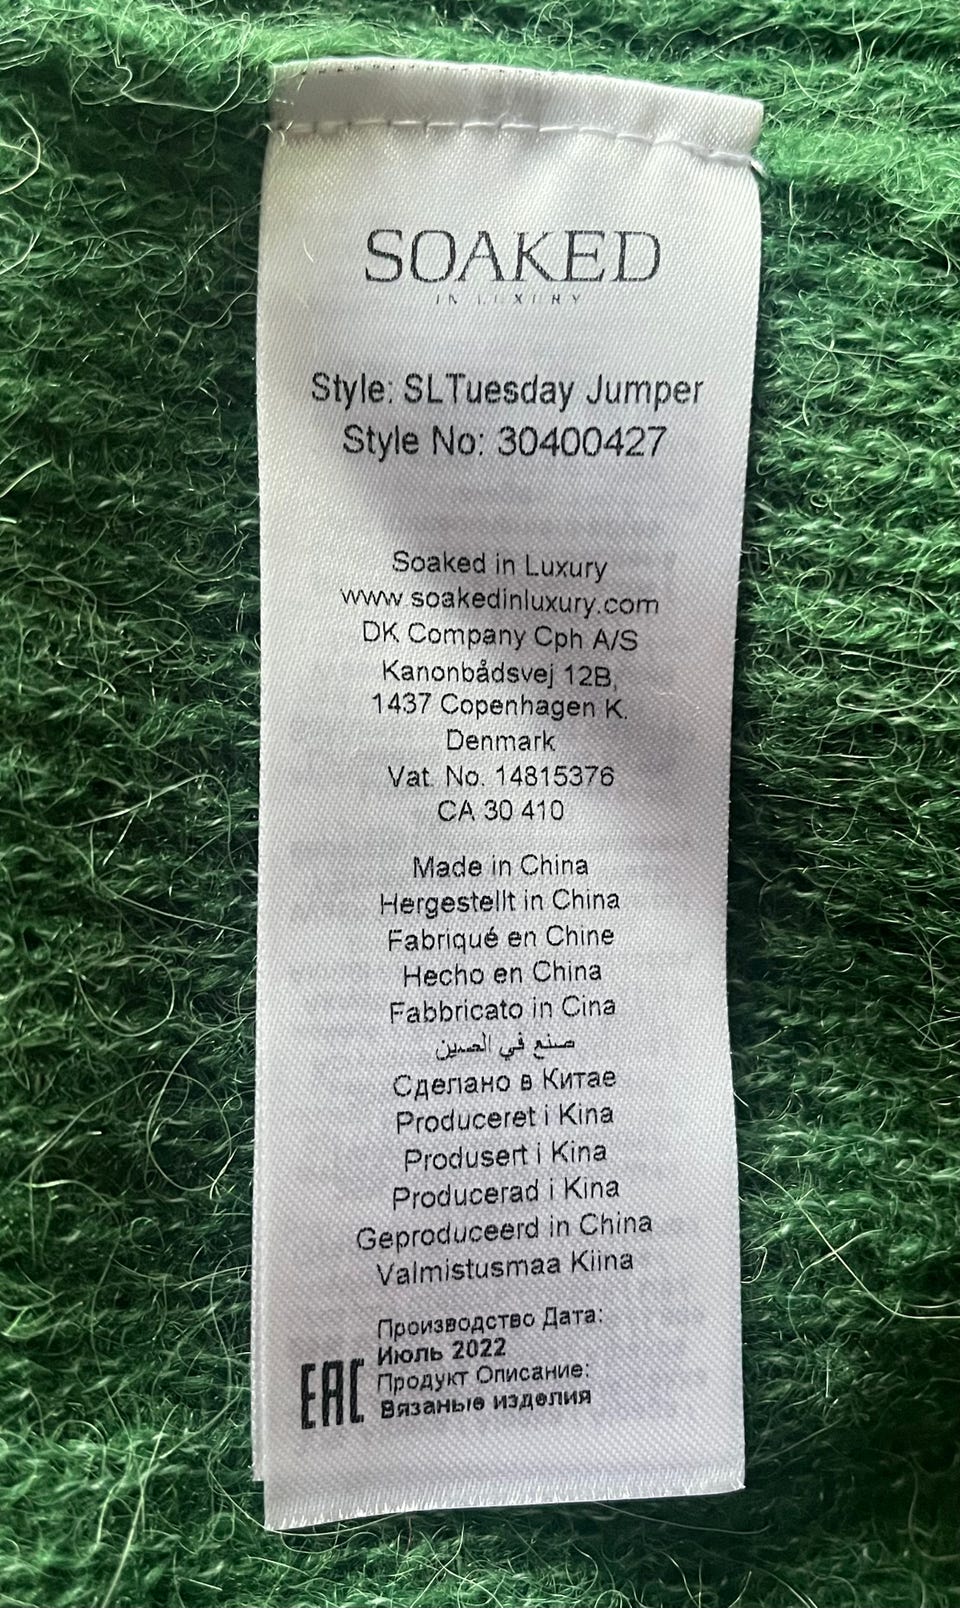 SOAKED
IN LUXURY
Style: SLTuesday Jumper
Style No: 30400427
Soaked in Luxury
www.soakedinluxury.com
DK Company Cph A/S
Kanonbådsvej 12B,
1437 Copenhagen K.
Denmark
Vat. No. 14815376
CA 30 410
Made in China
Hergestellt in China
Fabriqué en Chine
Hecho en China
Fabbricato in Cina
صنع في الصين
Сделано в Китае
Produceret i Kina
Produsert i Kina
Producerad i Kina
Geproduceerd in China
Valmistusmaa Kiina
Производство Дата:
Июль 2022
Продукт Описание:
Вязаные изделия
EAC